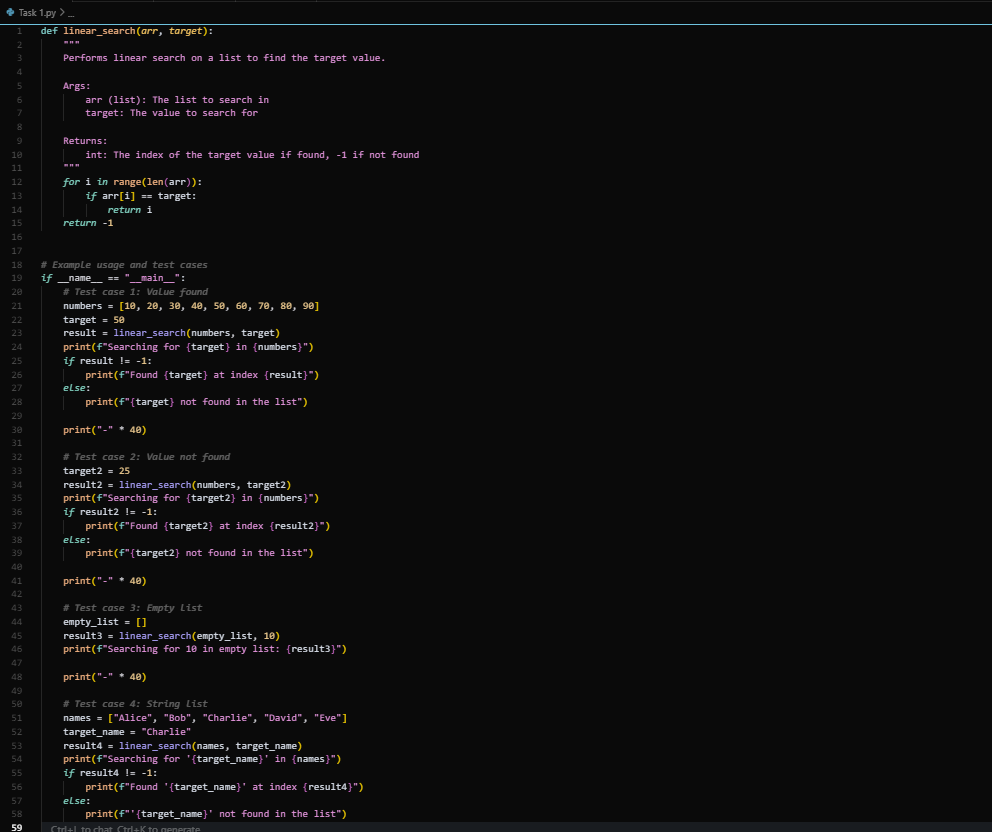 Task 1.py > ...
1 def linear_search(arr, target):
2     """
3     Performs linear search on a list to find the target value.
4
5     Args:
6         arr (list): The list to search in
7         target: The value to search for
8
9     Returns:
10         int: The index of the target value if found, -1 if not found
11     """
12     for i in range(len(arr)):
13         if arr[i] == target:
14             return i
15     return -1
16
17
18 # Example usage and test cases
19 if __name__ == "__main__":
20     # Test case 1: Value found
21     numbers = [10, 20, 30, 40, 50, 60, 70, 80, 90]
22     target = 50
23     result = linear_search(numbers, target)
24     print(f"Searching for {target} in {numbers}")
25     if result != -1:
26         print(f"Found {target} at index {result}")
27     else:
28         print(f"{target} not found in the list")
29
30     print("-" * 40)
31
32     # Test case 2: Value not found
33     target2 = 25
34     result2 = linear_search(numbers, target2)
35     print(f"Searching for {target2} in {numbers}")
36     if result2 != -1:
37         print(f"Found {target2} at index {result2}")
38     else:
39         print(f"{target2} not found in the list")
40
41     print("-" * 40)
42
43     # Test case 3: Empty list
44     empty_list = []
45     result3 = linear_search(empty_list, 10)
46     print(f"Searching for 10 in empty list: {result3}")
47
48     print("-" * 40)
49
50     # Test case 4: String list
51     names = ["Alice", "Bob", "Charlie", "David", "Eve"]
52     target_name = "Charlie"
53     result4 = linear_search(names, target_name)
54     print(f"Searching for '{target_name}' in {names}")
55     if result4 != -1:
56         print(f"Found '{target_name}' at index {result4}")
57     else:
58         print(f"'{target_name}' not found in the list")
59 Ctrl+L to chat, Ctrl+K to generate